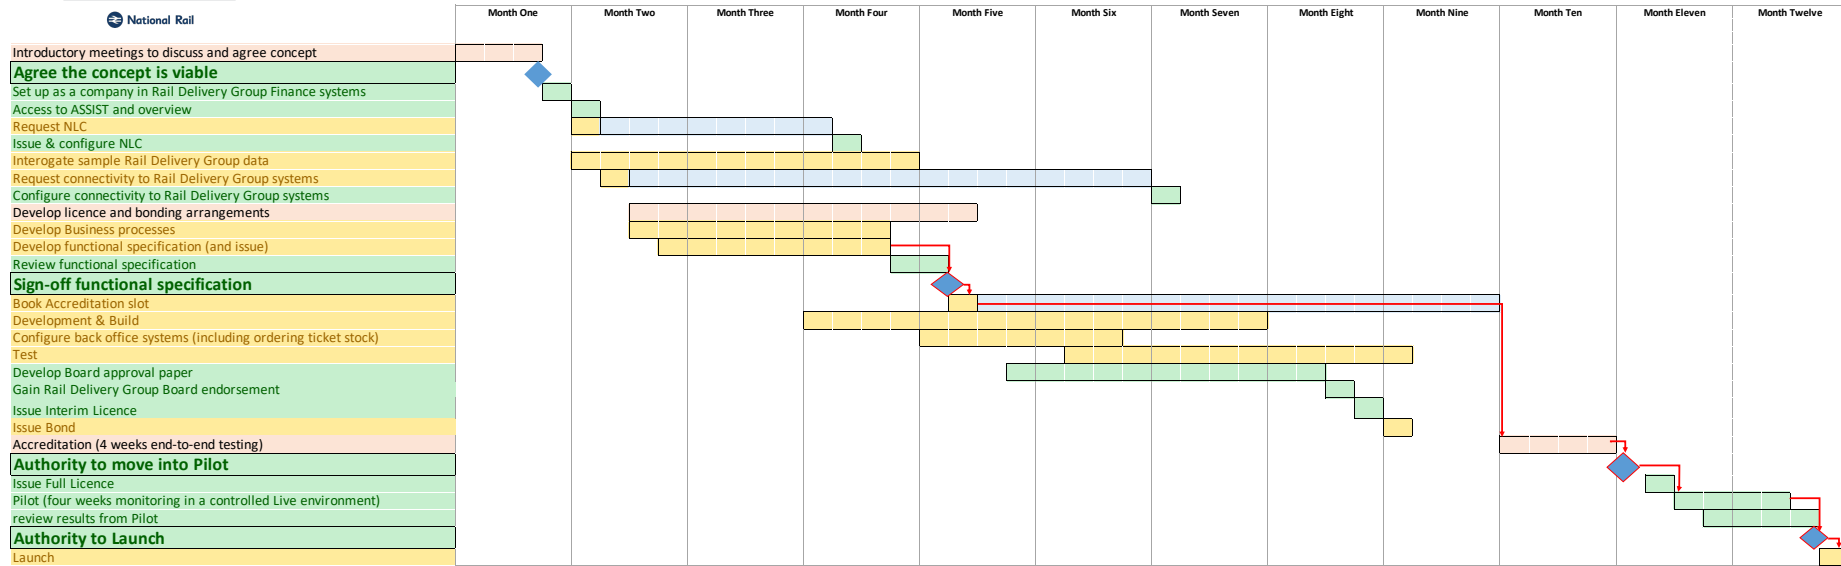 National Rail
Month One Month Two Month Three Month Four Month Five Month Six Month Seven Month Eight Month Nine Month Ten Month Eleven Month Twelve
Introductory meetings to discuss and agree concept
Agree the concept is viable
Set up as a company in Rail Delivery Group Finance systems
Access to ASSIST and overview
Request NLC
Issue & configure NLC
Interogate sample Rail Delivery Group data
Request connectivity to Rail Delivery Group systems
Configure connectivity to Rail Delivery Group systems
Develop licence and bonding arrangements
Develop Business processes
Develop functional specification (and issue)
Review functional specification
Sign-off functional specification
Book Accreditation slot
Development & Build
Configure back office systems (including ordering ticket stock)
Test
Develop Board approval paper
Gain Rail Delivery Group Board endorsement
Issue Interim Licence
Issue Bond
Accreditation (4 weeks end-to-end testing)
Authority to move into Pilot
Issue Full Licence
Pilot (four weeks monitoring in a controlled Live environment)
review results from Pilot
Authority to Launch
Launch